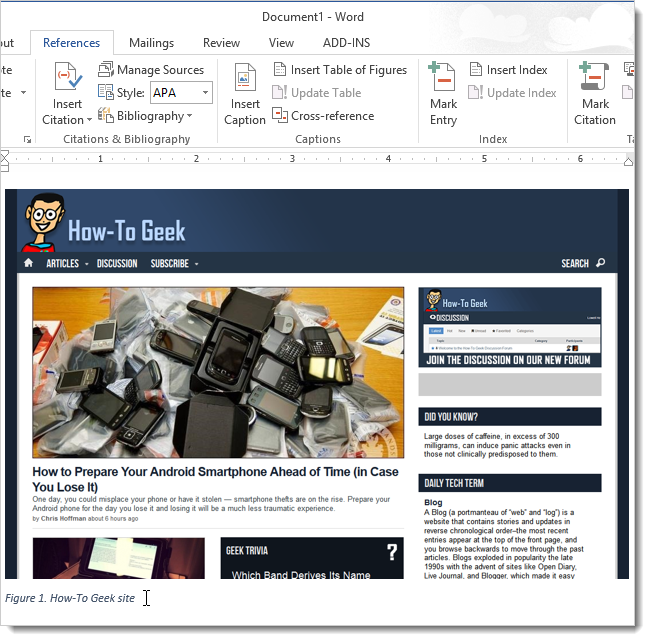 Document1 - Word
out REFERENCES Mailings Review View ADD-INS
ote Manage Sources Insert Table of Figures Insert Index
te Insert Citation Style: APA Insert Caption Update Table Mark Entry Update Index Mark Citation
Bibliography Cross-reference
Citations & Bibliography Captions Index Ta
1 2 3 4 5 6
How-To Geek
ARTICLES DISCUSSION SUBSCRIBE SEARCH
How-To Geek
DISCUSSION
JOIN THE DISCUSSION ON OUR NEW FORUM
DID YOU KNOW?
Large doses of caffeine, in excess of 300
milligrams, can induce panic attacks even in
those not clinically predisposed to them.
How to Prepare Your Android Smartphone Ahead of Time (in Case
You Lose It)
One day, you could misplace your phone or have it stolen — smartphone thefts are on the rise. Prepare your
Android phone for the day you lose it and losing it will be a much less traumatic experience.
by Chris Hoffman about 6 hours ago
DAILY TECH TERM
Blog
A Blog (a portmanteau of "web" and "log") is a
website that contains stories and updates in
reverse chronological order–the most recent
entries appear at the top of the front page, and
you browse backwards to move through the past
articles. Blogs exploded in popularity the late
1990s with the advent of sites like Open Diary,
Live Journal, and Blogger, which made it easy
GEEK TRIVIA ?
Which Band Derives Its Name
Figure 1. How-To Geek site